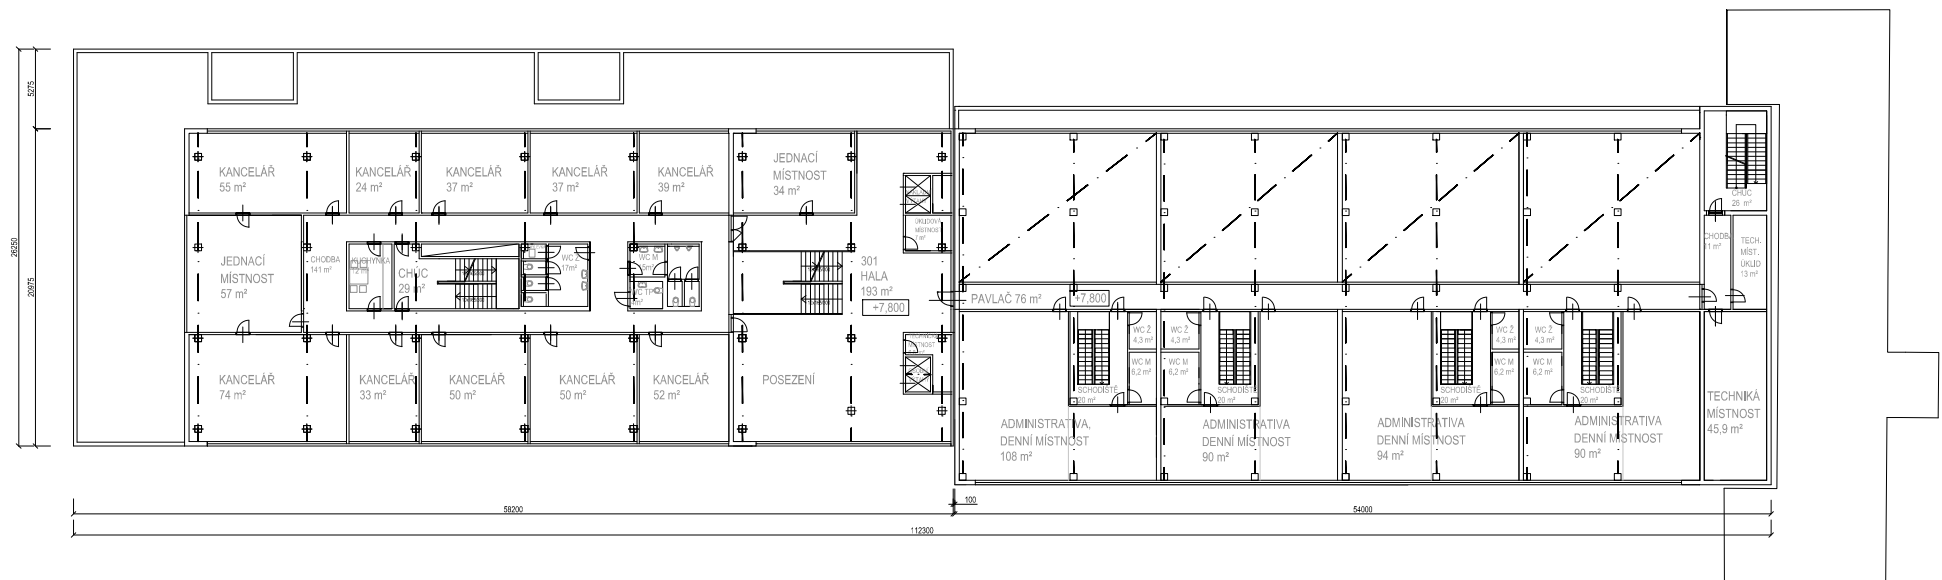 5275
26250
20975
KANCELÁŘ
55 m²
KANCELÁŘ
24 m²
KANCELÁŘ
37 m²
KANCELÁŘ
37 m²
KANCELÁŘ
39 m²
JEDNACÍ
MÍSTNOST
34 m²
ÚKLIDOVÁ
MÍSTNOST
7 m²
CHÚC
28 m²
JEDNACÍ
MÍSTNOST
57 m²
CHODBA
141 m²
KUCHYŇKA
12 m²
CHÚC
29 m²
WC Ž
17m²
WC M
WC TP
301
HALA
193 m²
+7,800
PAVLAČ 76 m²
+7,800
CHODBA
11 m²
TECH.
MÍST.
ÚKLID
13 m²
KANCELÁŘ
74 m²
KANCELÁŘ
33 m²
KANCELÁŘ
50 m²
KANCELÁŘ
50 m²
KANCELÁŘ
52 m²
POSEZENÍ
WC Ž
4,3 m²
WC M
6,2 m²
SCHODIŠTĚ
20 m²
WC Ž
4,3 m²
WC M
6,2 m²
SCHODIŠTĚ
20 m²
WC Ž
4,3 m²
WC M
6,2 m²
SCHODIŠTĚ
20 m²
WC Ž
4,3 m²
WC M
6,2 m²
SCHODIŠTĚ
20 m²
ADMINISTRATIVA,
DENNÍ MÍSTNOST
108 m²
ADMINISTRATIVA
DENNÍ MÍSTNOST
90 m²
ADMINISTRATIVA
DENNÍ MÍSTNOST
94 m²
ADMINISTRATIVA
DENNÍ MÍSTNOST
90 m²
TECHNIKÁ
MÍSTNOST
45,9 m²
100
58200
54000
112300